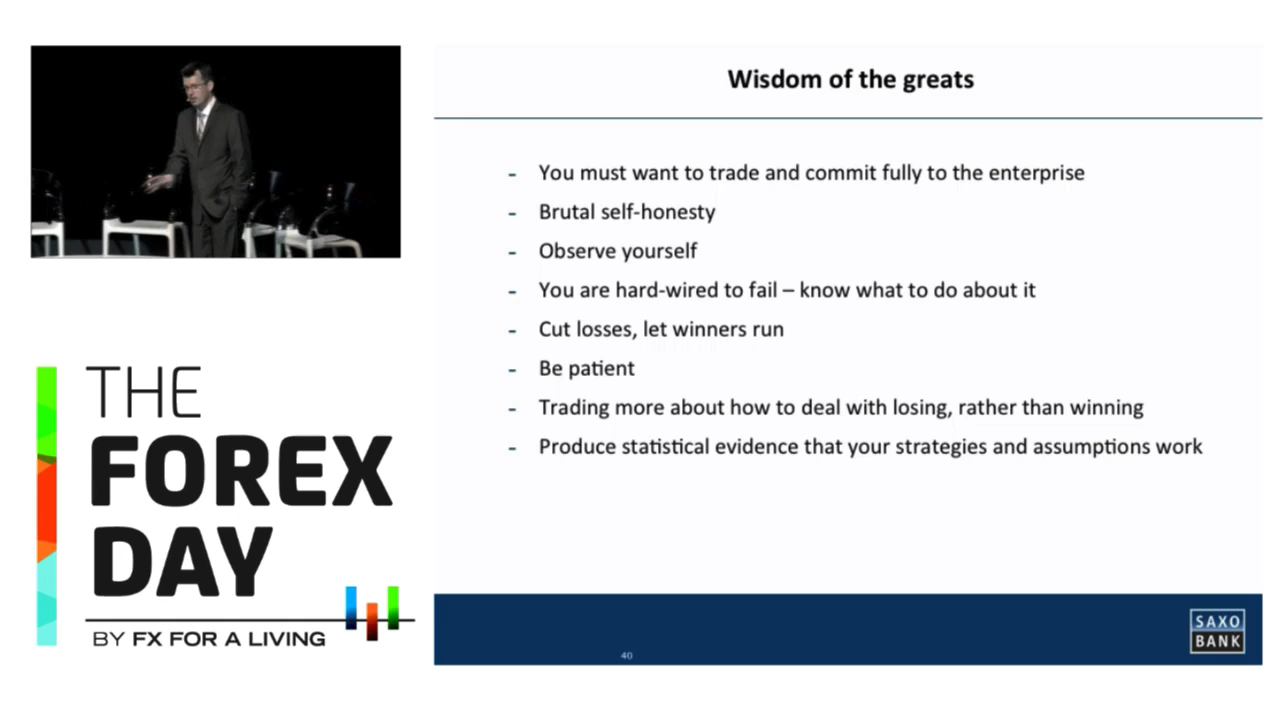 Wisdom of the greats
- You must want to trade and commit fully to the enterprise
- Brutal self-honesty
- Observe yourself
- You are hard-wired to fail – know what to do about it
- Cut losses, let winners run
- Be patient
- Trading more about how to deal with losing, rather than winning
- Produce statistical evidence that your strategies and assumptions work
THE
FOREX
DAY
BY FX FOR A LIVING
40
SAXO
BANK